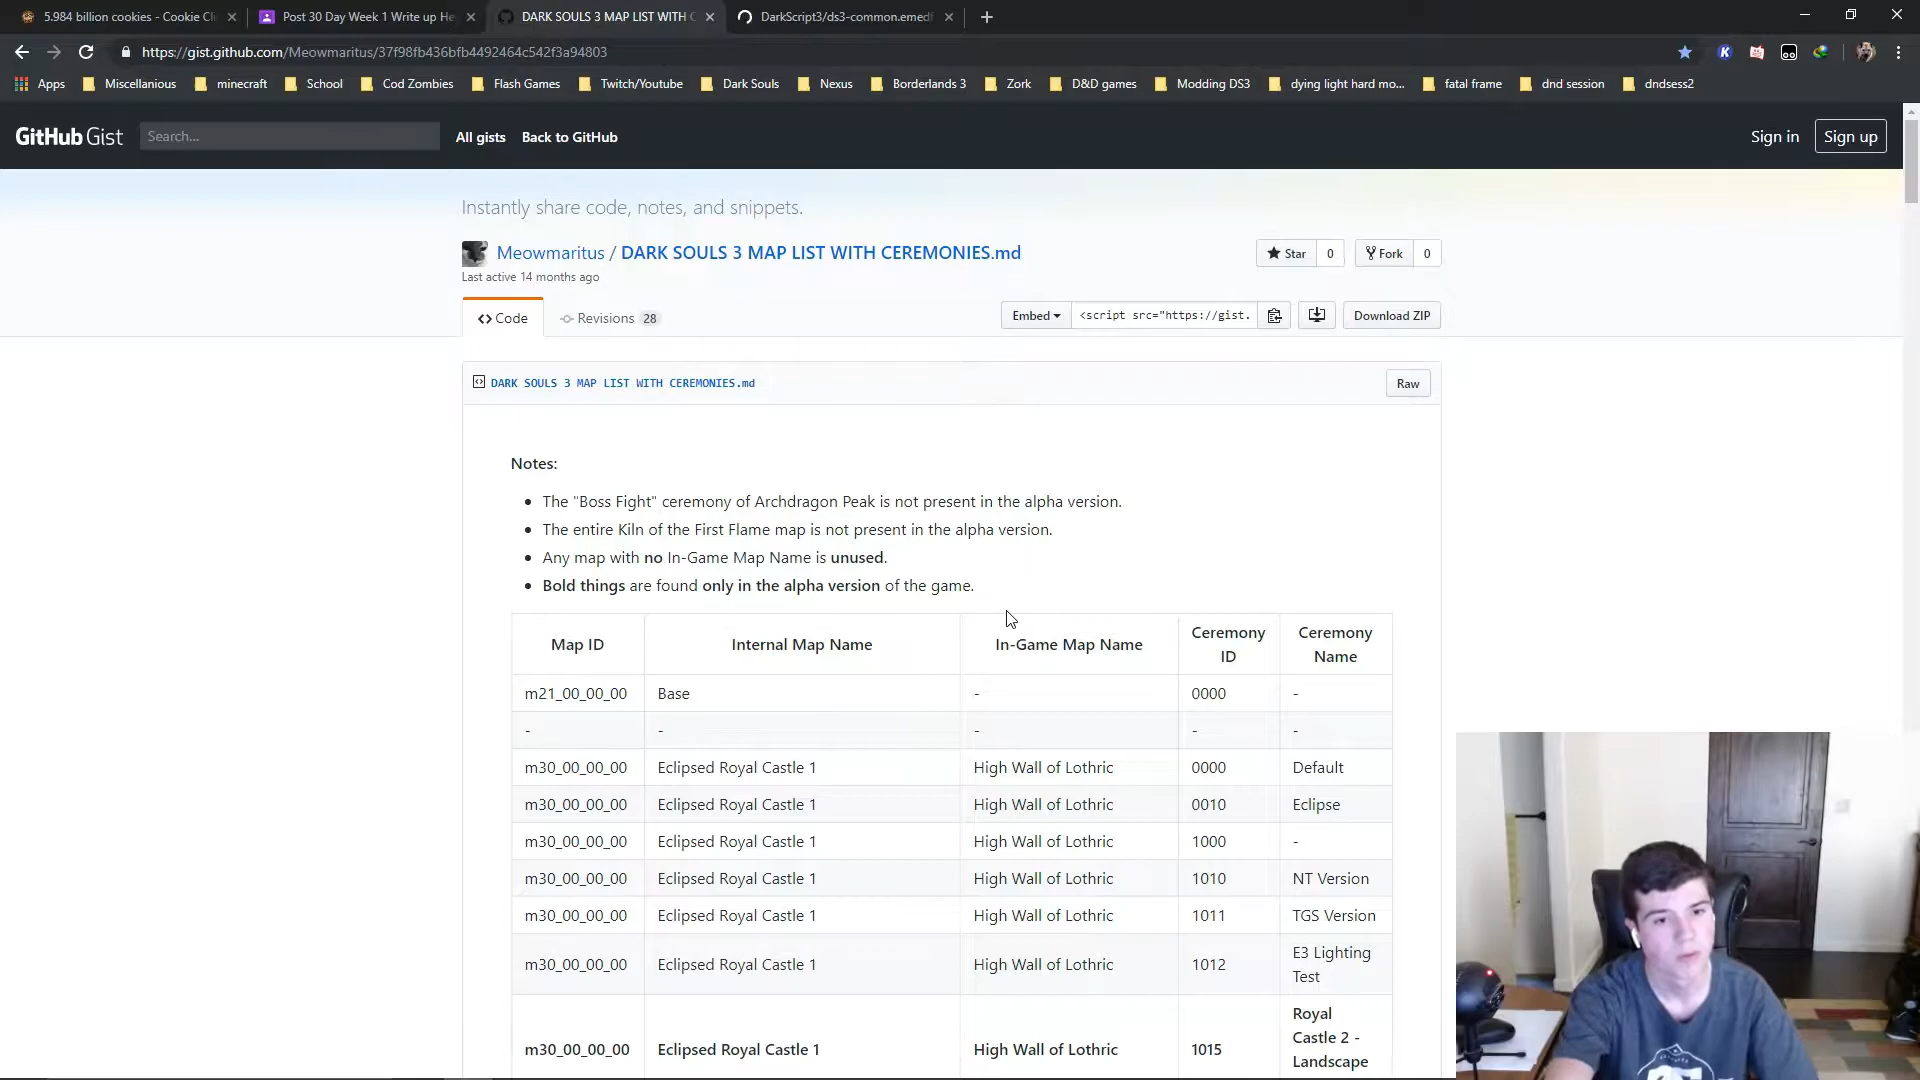 5.984 billion cookies - Cookie Cli
Post 30 Day Week 1 Write up He
DARK SOULS 3 MAP LIST WITH C
DarkScript3/ds3-common.emedf
https://gist.github.com/Meowmaritus/37f98fb436bfb4492464c542f3a94803
Apps Miscellanious minecraft School Cod Zombies Flash Games Twitch/Youtube Dark Souls Nexus Borderlands 3 Zork D&D games Modding DS3 dying light hard mo... fatal frame dnd session dndsess2
GitHub Gist Search... All gists Back to GitHub Sign in Sign up
Instantly share code, notes, and snippets.
Meowmaritus / DARK SOULS 3 MAP LIST WITH CEREMONIES.md
Star 0 Fork 0
Last active 14 months ago
Code Revisions 28 Embed <script src="https://gist. Download ZIP
DARK SOULS 3 MAP LIST WITH CEREMONIES.md Raw
Notes:
• The "Boss Fight" ceremony of Archdragon Peak is not present in the alpha version.
• The entire Kiln of the First Flame map is not present in the alpha version.
• Any map with no In-Game Map Name is unused.
• Bold things are found only in the alpha version of the game.
Map ID Internal Map Name In-Game Map Name Ceremony ID Ceremony Name
m21_00_00_00 Base - 0000 -
- - - - -
m30_00_00_00 Eclipsed Royal Castle 1 High Wall of Lothric 0000 Default
m30_00_00_00 Eclipsed Royal Castle 1 High Wall of Lothric 0010 Eclipse
m30_00_00_00 Eclipsed Royal Castle 1 High Wall of Lothric 1000 -
m30_00_00_00 Eclipsed Royal Castle 1 High Wall of Lothric 1010 NT Version
m30_00_00_00 Eclipsed Royal Castle 1 High Wall of Lothric 1011 TGS Version
m30_00_00_00 Eclipsed Royal Castle 1 High Wall of Lothric 1012 E3 Lighting Test
m30_00_00_00 Eclipsed Royal Castle 1 High Wall of Lothric 1015 Royal Castle 2 - Landscape